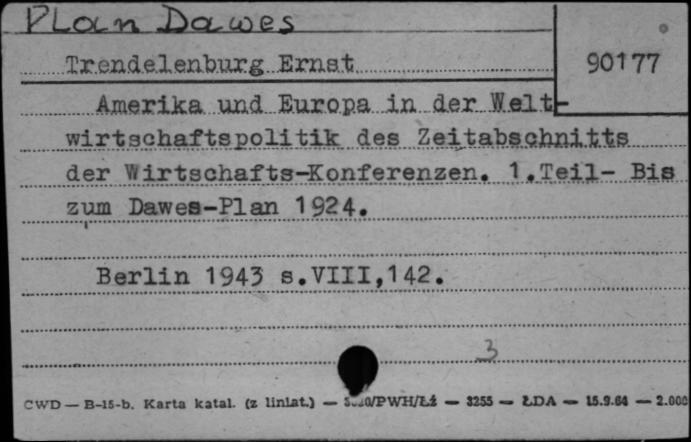 Plan Dawes
Trendelenburg Ernst
90177
Amerika und Europa in der Welt-
wirtschaftspolitik des Zeitabschnitts
der Wirtschafts-Konferenzen. 1.Teil- Bis
zum Dawes-Plan 1924.
Berlin 1943 s.VIII,142.
3
CWD — B-15-b. Karta katal. (z liniat.) — /PWH/Łż — 3255 — ŁDA — 15.9.64 — 2.000